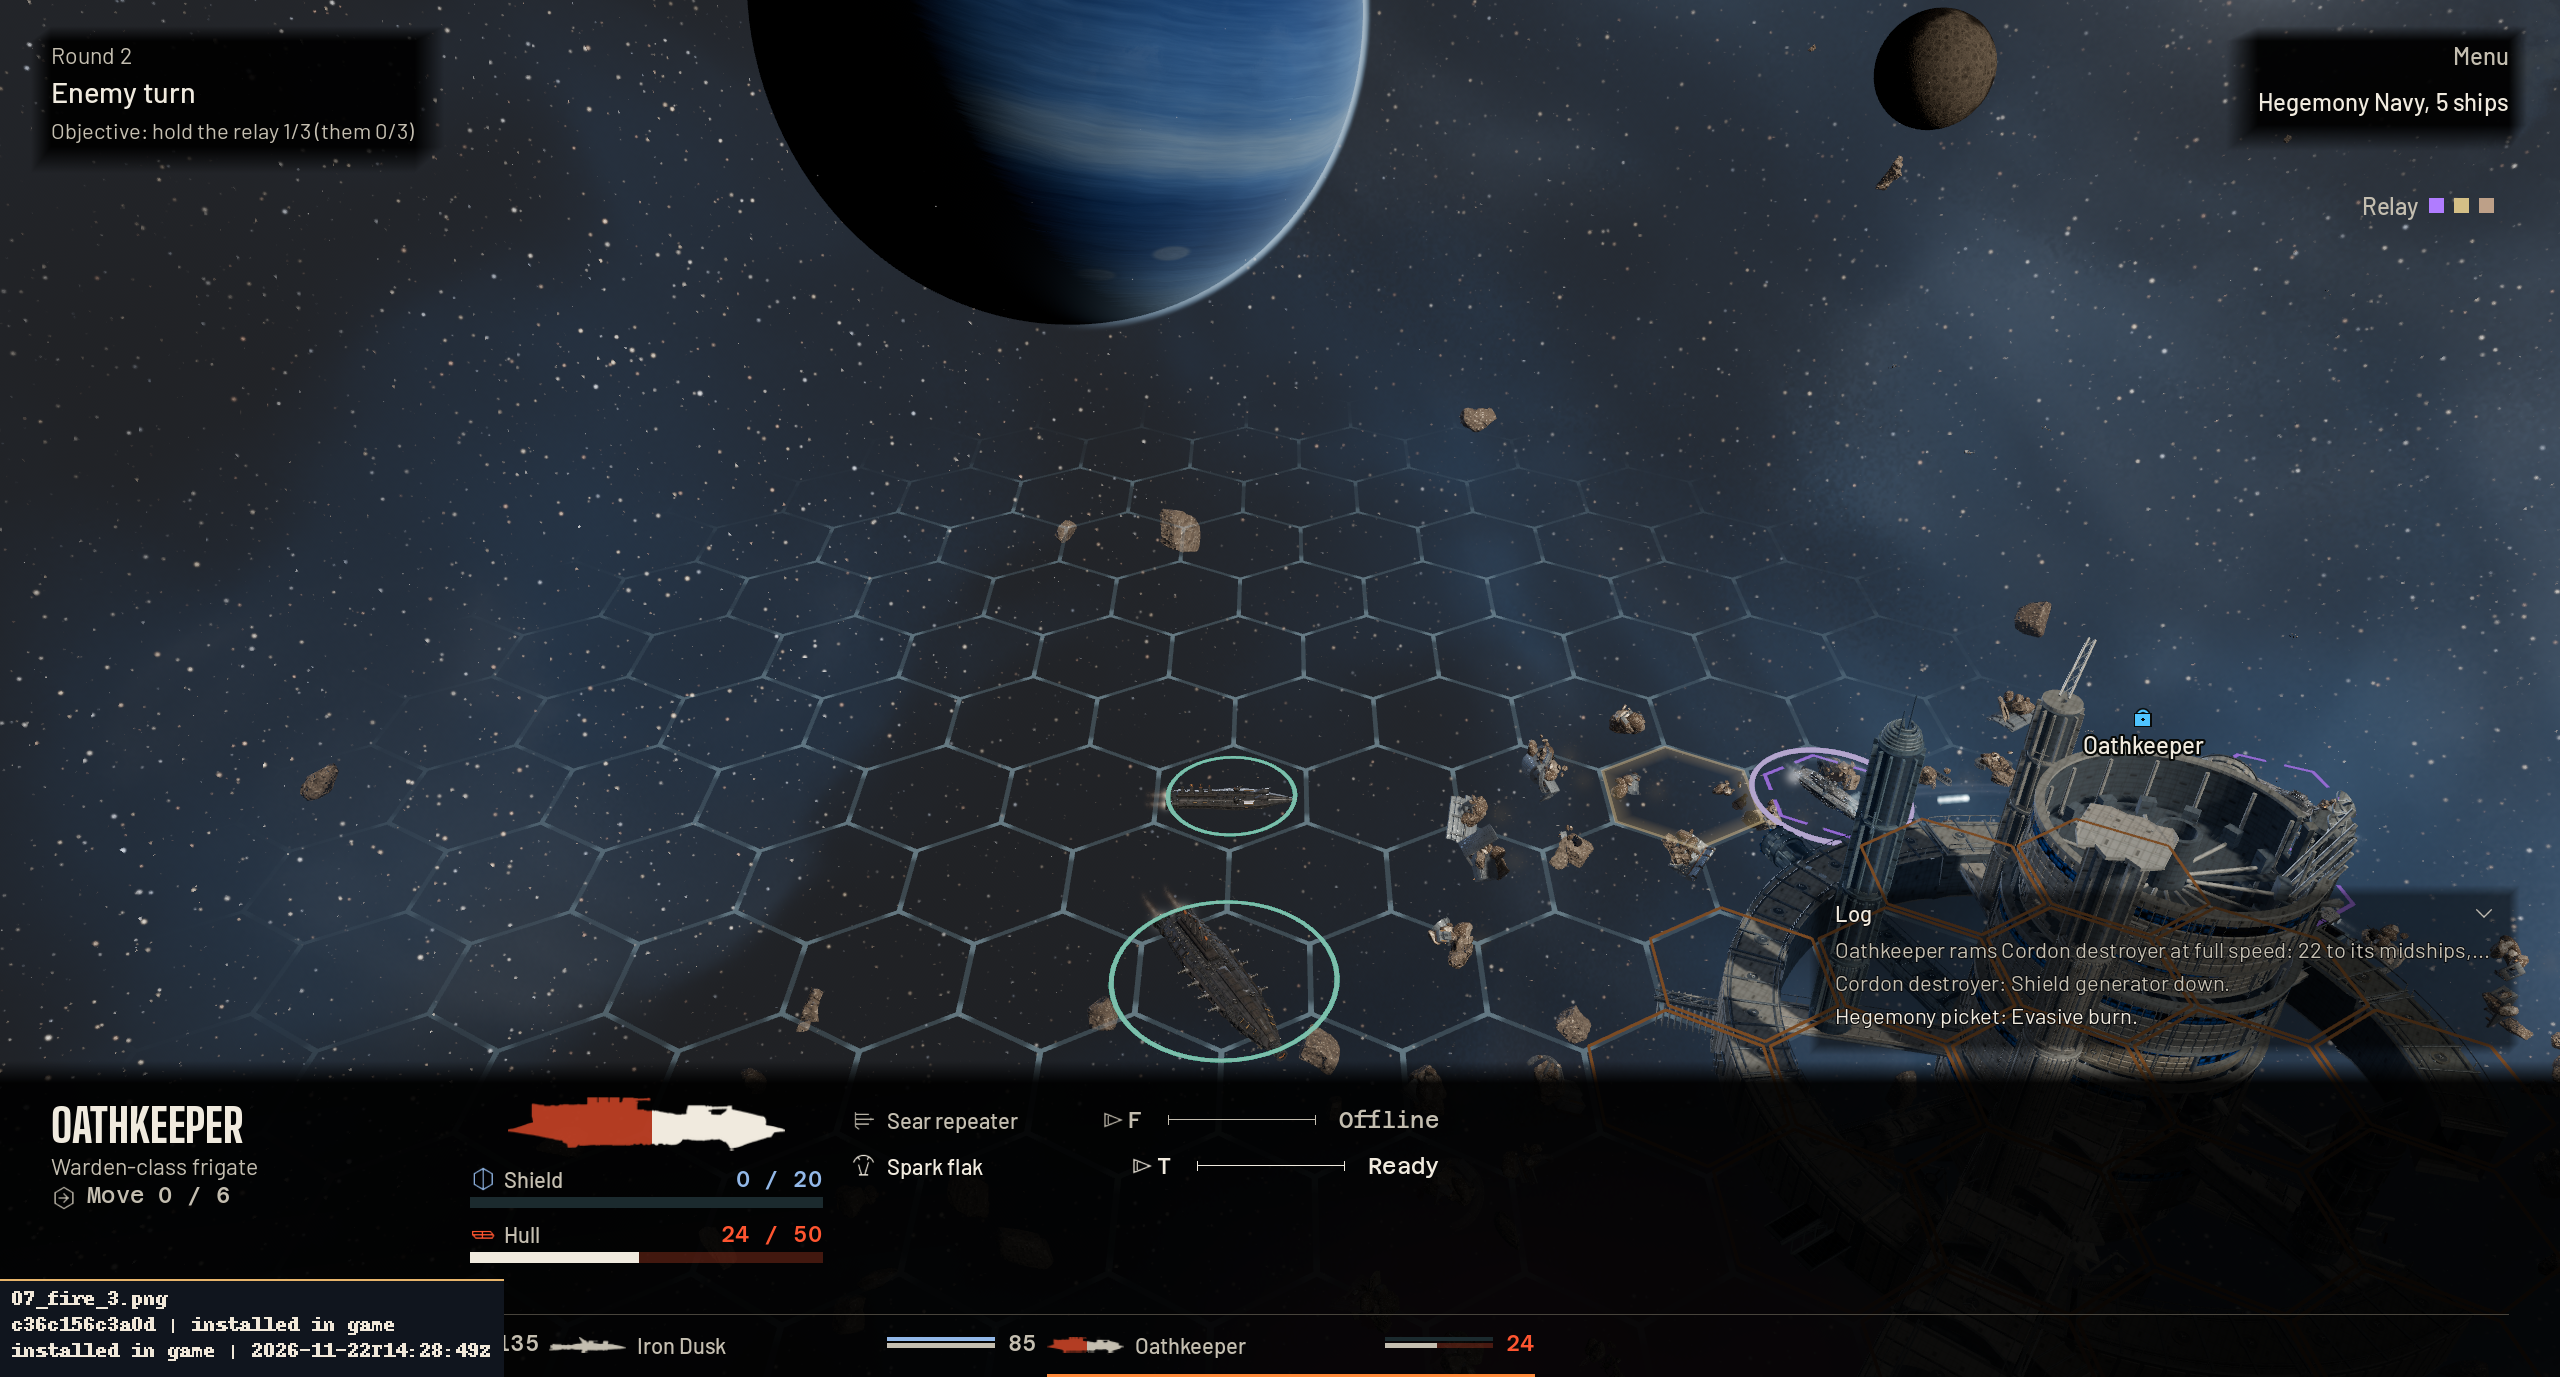 Round 2
Enemy turn
Objective: hold the relay 1/3 (them 0/3)
Menu
Hegemony Navy, 5 ships
Relay
Oathkeeper
Log
Oathkeeper rams Cordon destroyer at full speed: 22 to its midships,...
Cordon destroyer: Shield generator down.
Hegemony picket: Evasive burn.
OATHKEEPER
Warden-class frigate
Move 0 / 6
Shield 0 / 20
Hull 24 / 50
Sear repeater F Offline
Spark flak T Ready
07_fire_3.png
c36c156c3a0d | installed in game
installed in game | 2026-11-22T14:28:49Z
135 Iron Dusk 85 Oathkeeper 24